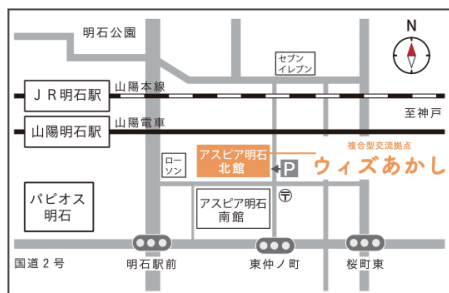 明石公園
N
セブン
イレブン
JR明石駅
山陽本線
至神戸
山陽明石駅
山陽電車
複合型交流拠点
ウィズあかし
アスピア明石
北館
ロー
ソン
P
〒
パピオス
明石
アスピア明石
南館
国道2号
明石駅前
東仲ノ町
桜町東